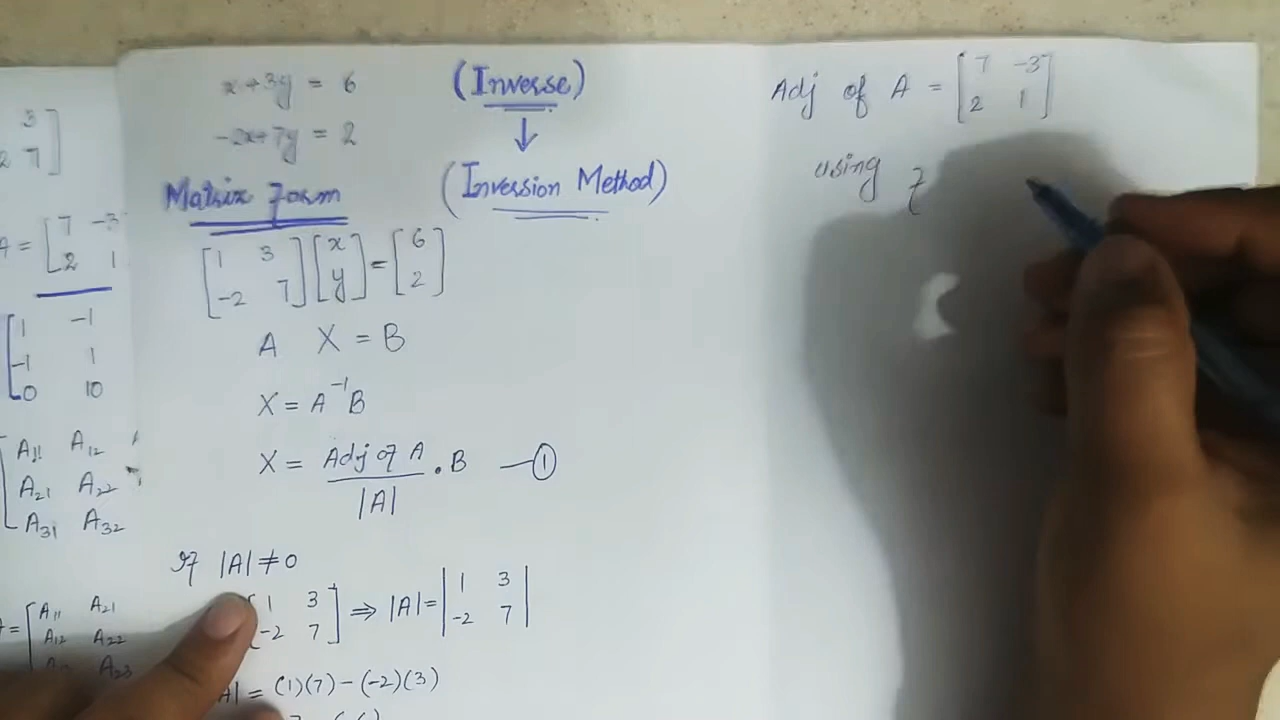 3
2 7
A = 7 -3
2 1
1 -1
-1 1
0 10
A11 A12
A21 A22
A31 A32
= A11 A21
A12 A22
A23
x+3y = 6
-2x+7y = 2
(Inverse)
↓
(Inversion Method)
Matrix Form
[1 3] [x] = [6]
[-2 7] [y] [2]
A X = B
X = A⁻¹B
X = Adj of A . B —①
|A|
If |A| ≠ 0
1 3 ⇒ |A| = |1 3|
-2 7 |-2 7|
A| = (1)(7) - (-2)(3)
Adj of A = [7 -3]
[2 1]
using f